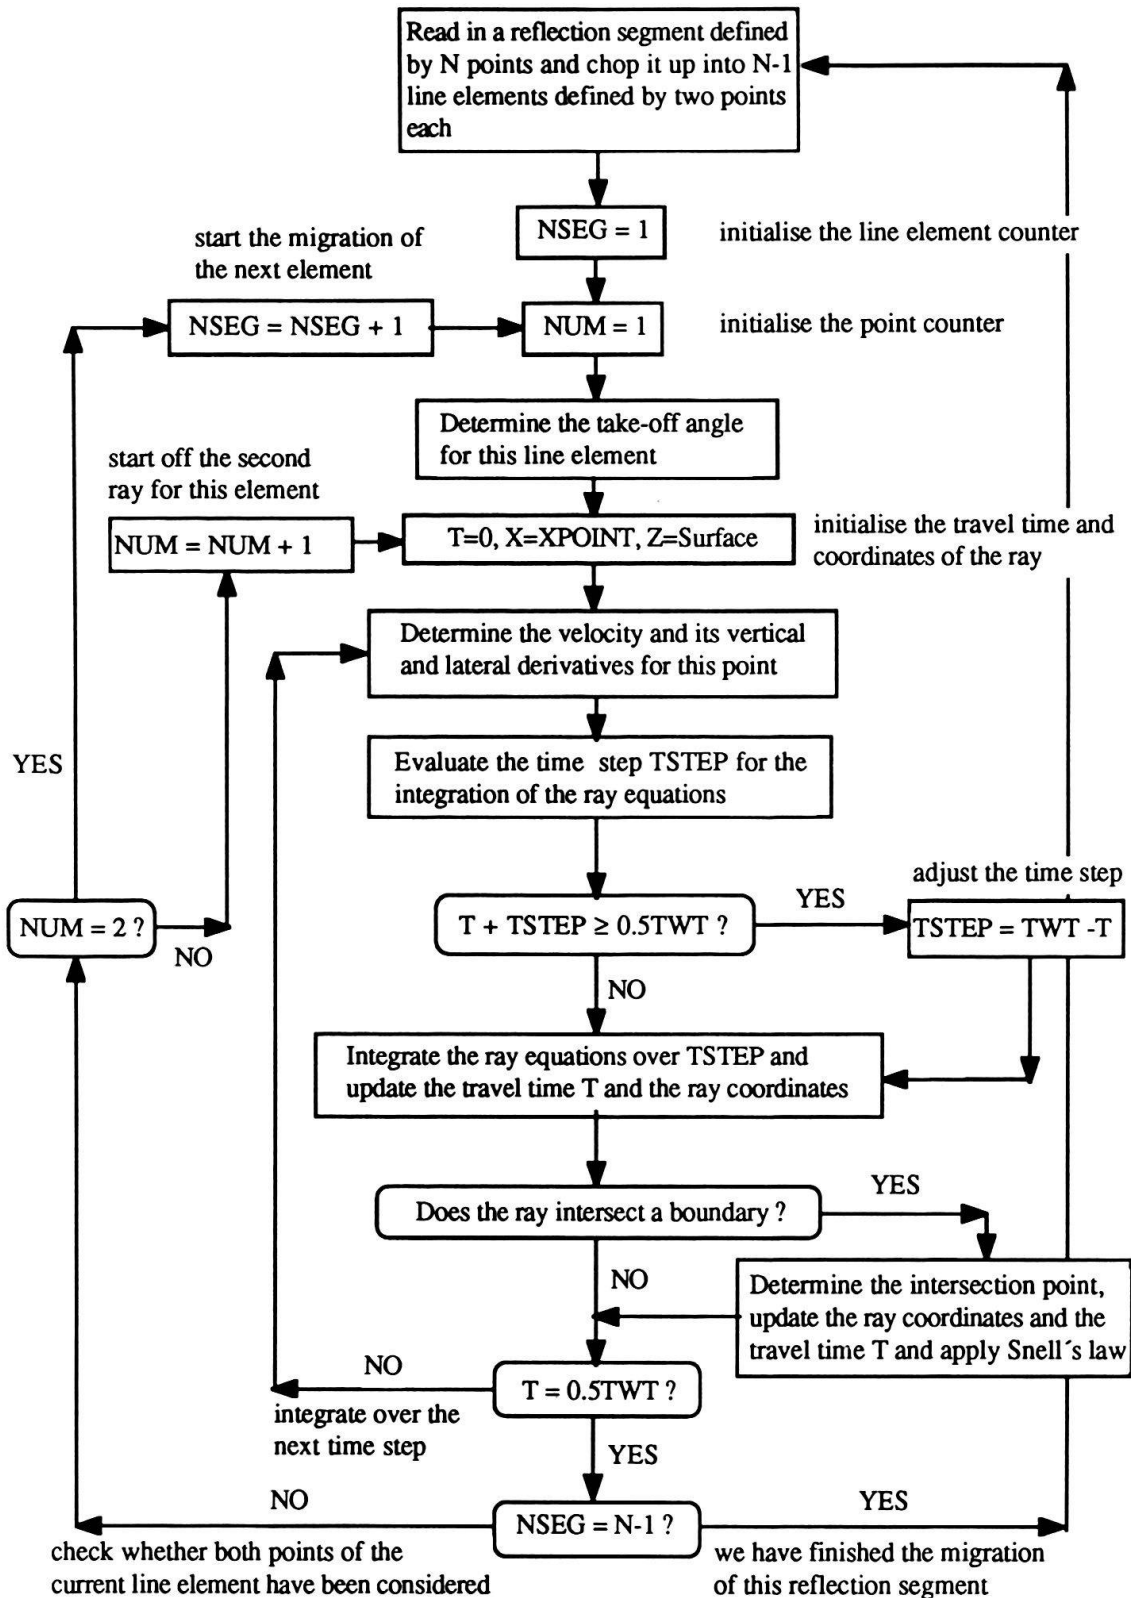 Read in a reflection segment defined
by N points and chop it up into N-1
line elements defined by two points
each
NSEG = 1
initialise the line element counter
start the migration of
the next element
NSEG = NSEG + 1
NUM = 1
initialise the point counter
Determine the take-off angle
for this line element
start off the second
ray for this element
NUM = NUM + 1
T=0, X=XPOINT, Z=Surface
initialise the travel time and
coordinates of the ray
Determine the velocity and its vertical
and lateral derivatives for this point
YES
Evaluate the time step TSTEP for the
integration of the ray equations
adjust the time step
NUM = 2 ?
NO
T + TSTEP ≥ 0.5TWT ?
YES
TSTEP = TWT -T
NO
Integrate the ray equations over TSTEP and
update the travel time T and the ray coordinates
Does the ray intersect a boundary ?
YES
NO
Determine the intersection point,
update the ray coordinates and the
travel time T and apply Snell´s law
NO
T = 0.5TWT ?
integrate over the
next time step
YES
NO
NSEG = N-1 ?
YES
check whether both points of the
current line element have been considered
we have finished the migration
of this reflection segment